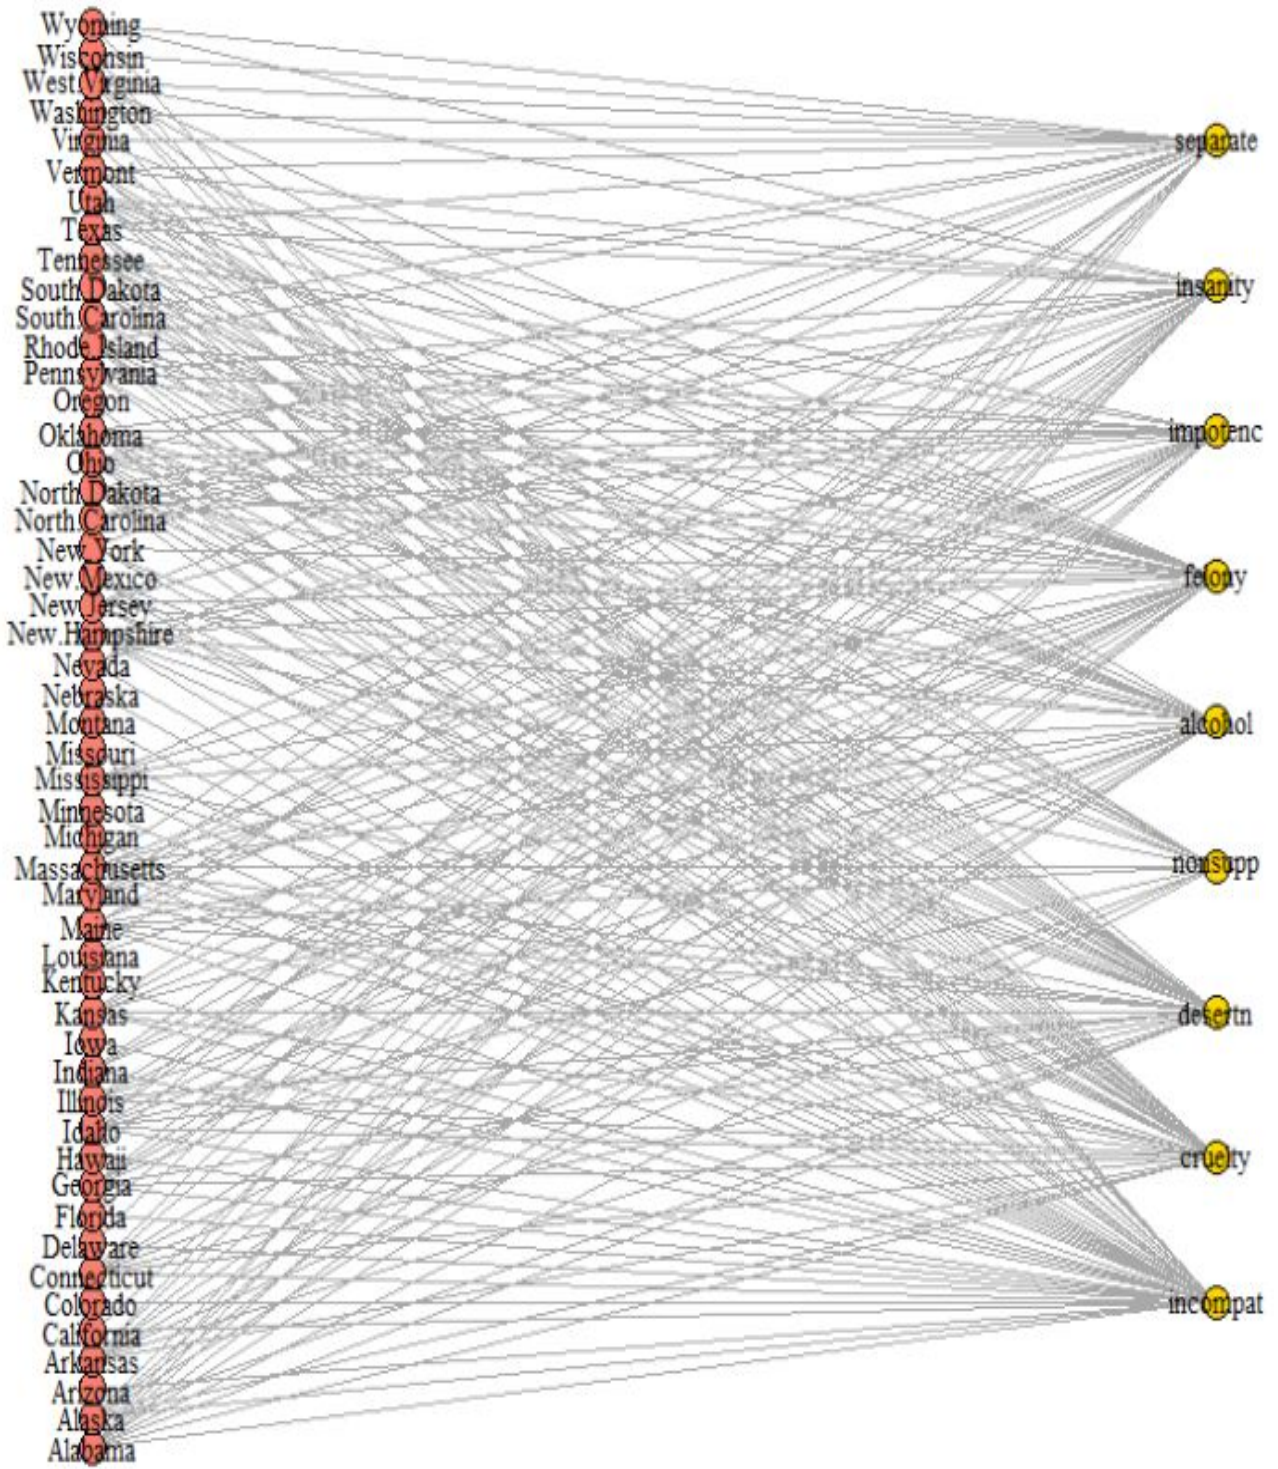 Wyoming
Wisconsin
West.Virginia
Washington
Virginia
Vermont
Utah
Texas
Tennessee
South.Dakota
South.Carolina
Rhode.Island
Pennsylvania
Oregon
Oklahoma
Ohio
North.Dakota
North.Carolina
New.York
New.Mexico
New.Jersey
New.Hampshire
Nevada
Nebraska
Montana
Missouri
Mississippi
Minnesota
Michigan
Massachusetts
Maryland
Maine
Louisiana
Kentucky
Kansas
Iowa
Indiana
Illinois
Idaho
Hawaii
Georgia
Florida
Delaware
Connecticut
Colorado
California
Arkansas
Arizona
Alaska
Alabama
separate
insanity
impotenc
felony
alcohol
nonsupp
desertn
cruelty
incompat